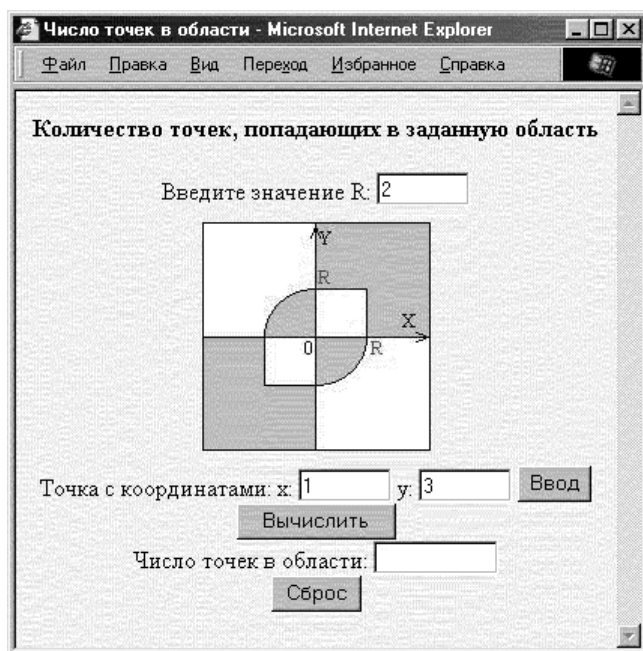 Число точек в области - Microsoft Internet Explorer
Файл Правка Вид Переход Избранное Справка
Количество точек, попадающих в заданную область
Введите значение R: 2
Y
R
X
0 R
Точка с координатами: x: 1 y: 3 Ввод
Вычислить
Число точек в области:
Сброс